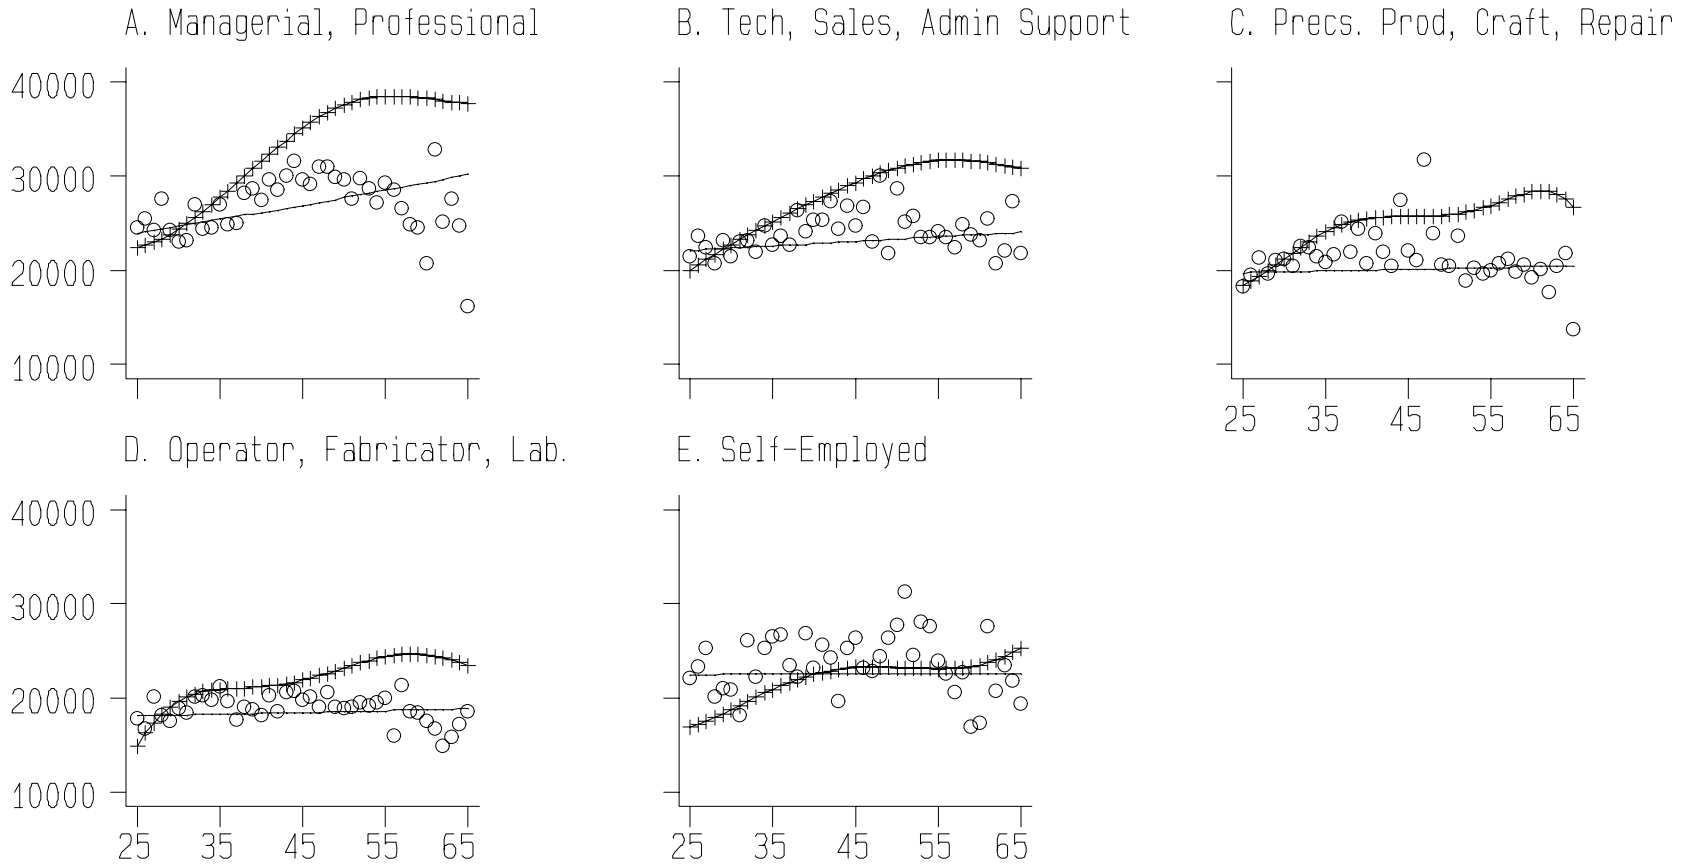 A. Managerial, Professional
B. Tech, Sales, Admin Support
C. Precs. Prod, Craft, Repair
40000
30000
20000
10000
25 35 45 55 65
D. Operator, Fabricator, Lab.
E. Self-Employed
40000
30000
20000
10000
25 35 45 55 65
25 35 45 55 65